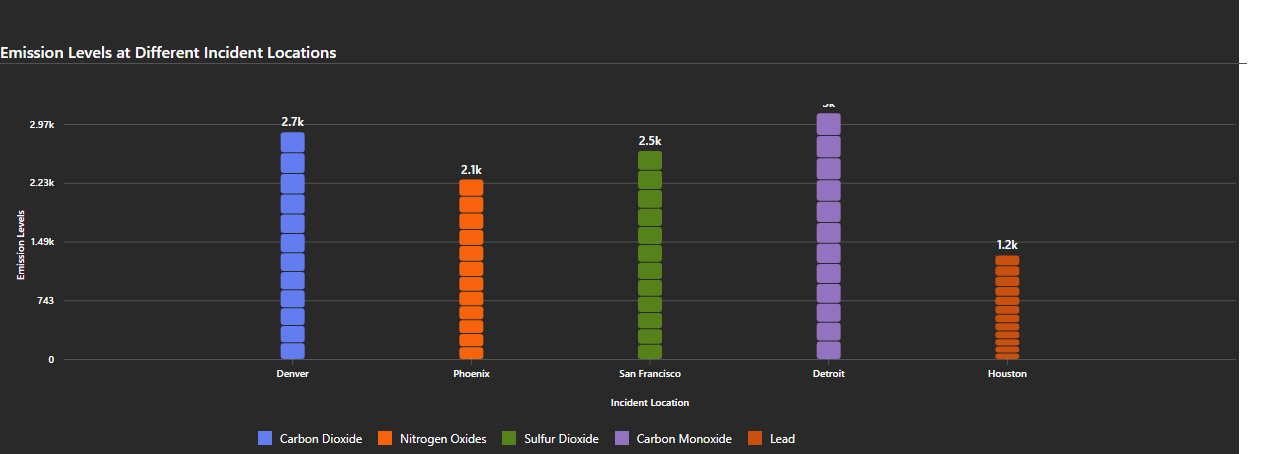 Emission Levels at Different Incident Locations
2.97k
2.23k
1.49k
743
0
Emission Levels
2.7k
2.1k
2.5k
1.2k
Denver
Phoenix
San Francisco
Detroit
Houston
Incident Location
Carbon Dioxide
Nitrogen Oxides
Sulfur Dioxide
Carbon Monoxide
Lead